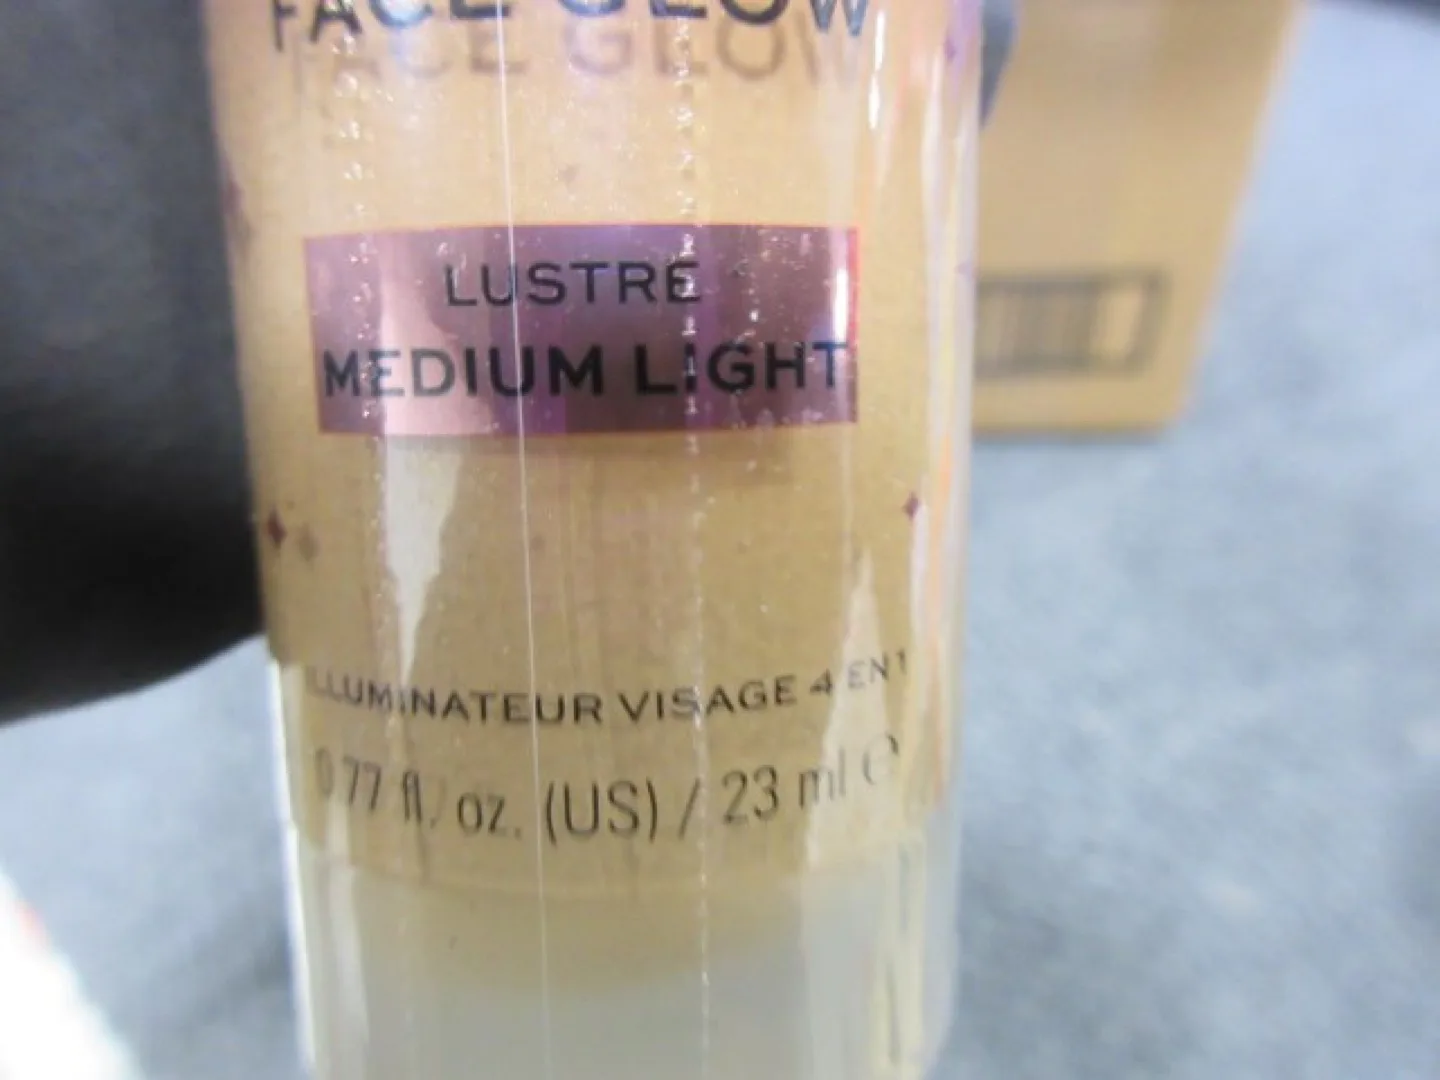 FACE GLOW
LUSTRE
MEDIUM LIGHT
ILLUMINATEUR VISAGE 4 EN 1
0.77 fl. oz. (US) / 23 ml e